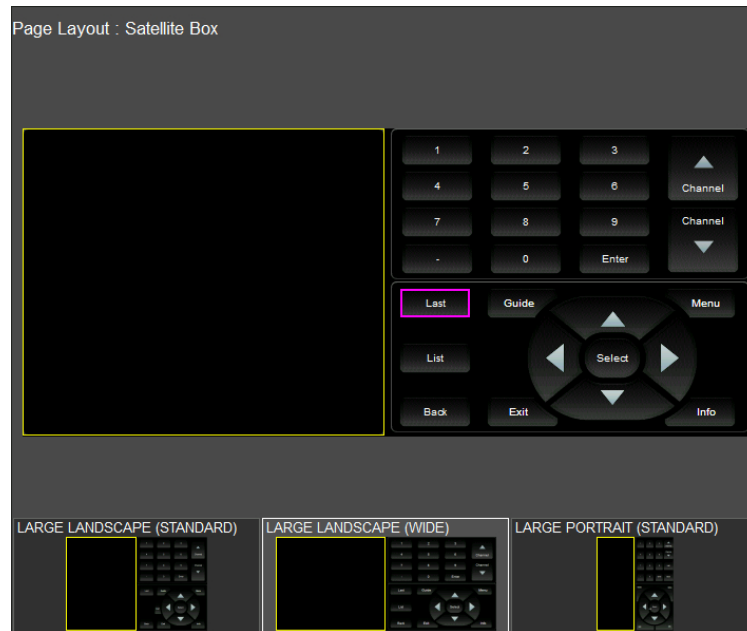 Page Layout : Satellite Box
1 2 3
4 5 6 Channel
7 8 9 Channel
- 0 Enter
Last Guide Menu
List Select
Back Exit Info
LARGE LANDSCAPE (STANDARD) LARGE LANDSCAPE (WIDE) LARGE PORTRAIT (STANDARD)